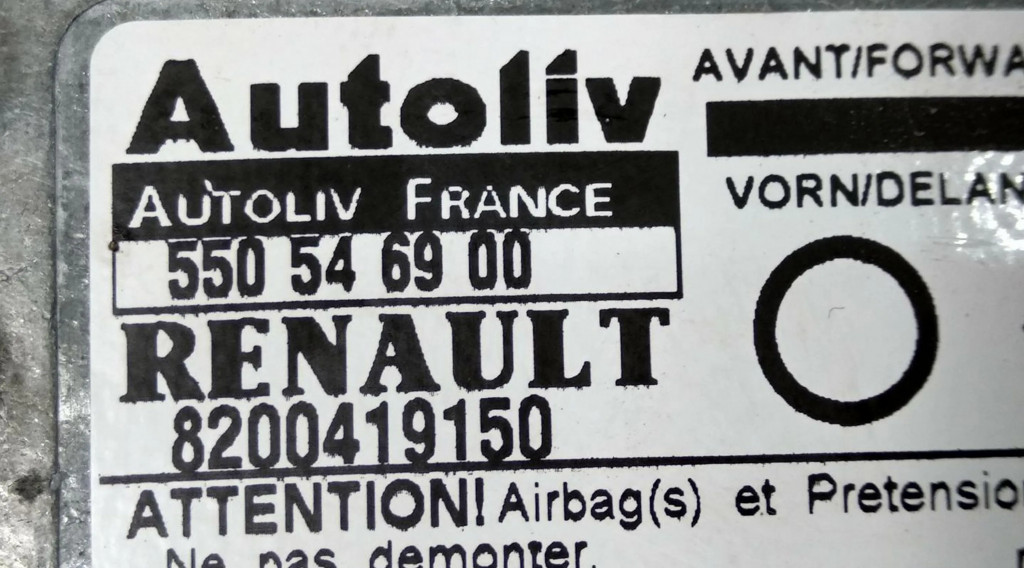 Autoliv
AUTOLIV FRANCE
550 54 69 00
RENAULT
8200419150
AVANT/FORWA
VORN/DELAN
ATTENTION! Airbag(s) et Pretensio
Ne pas demonter.